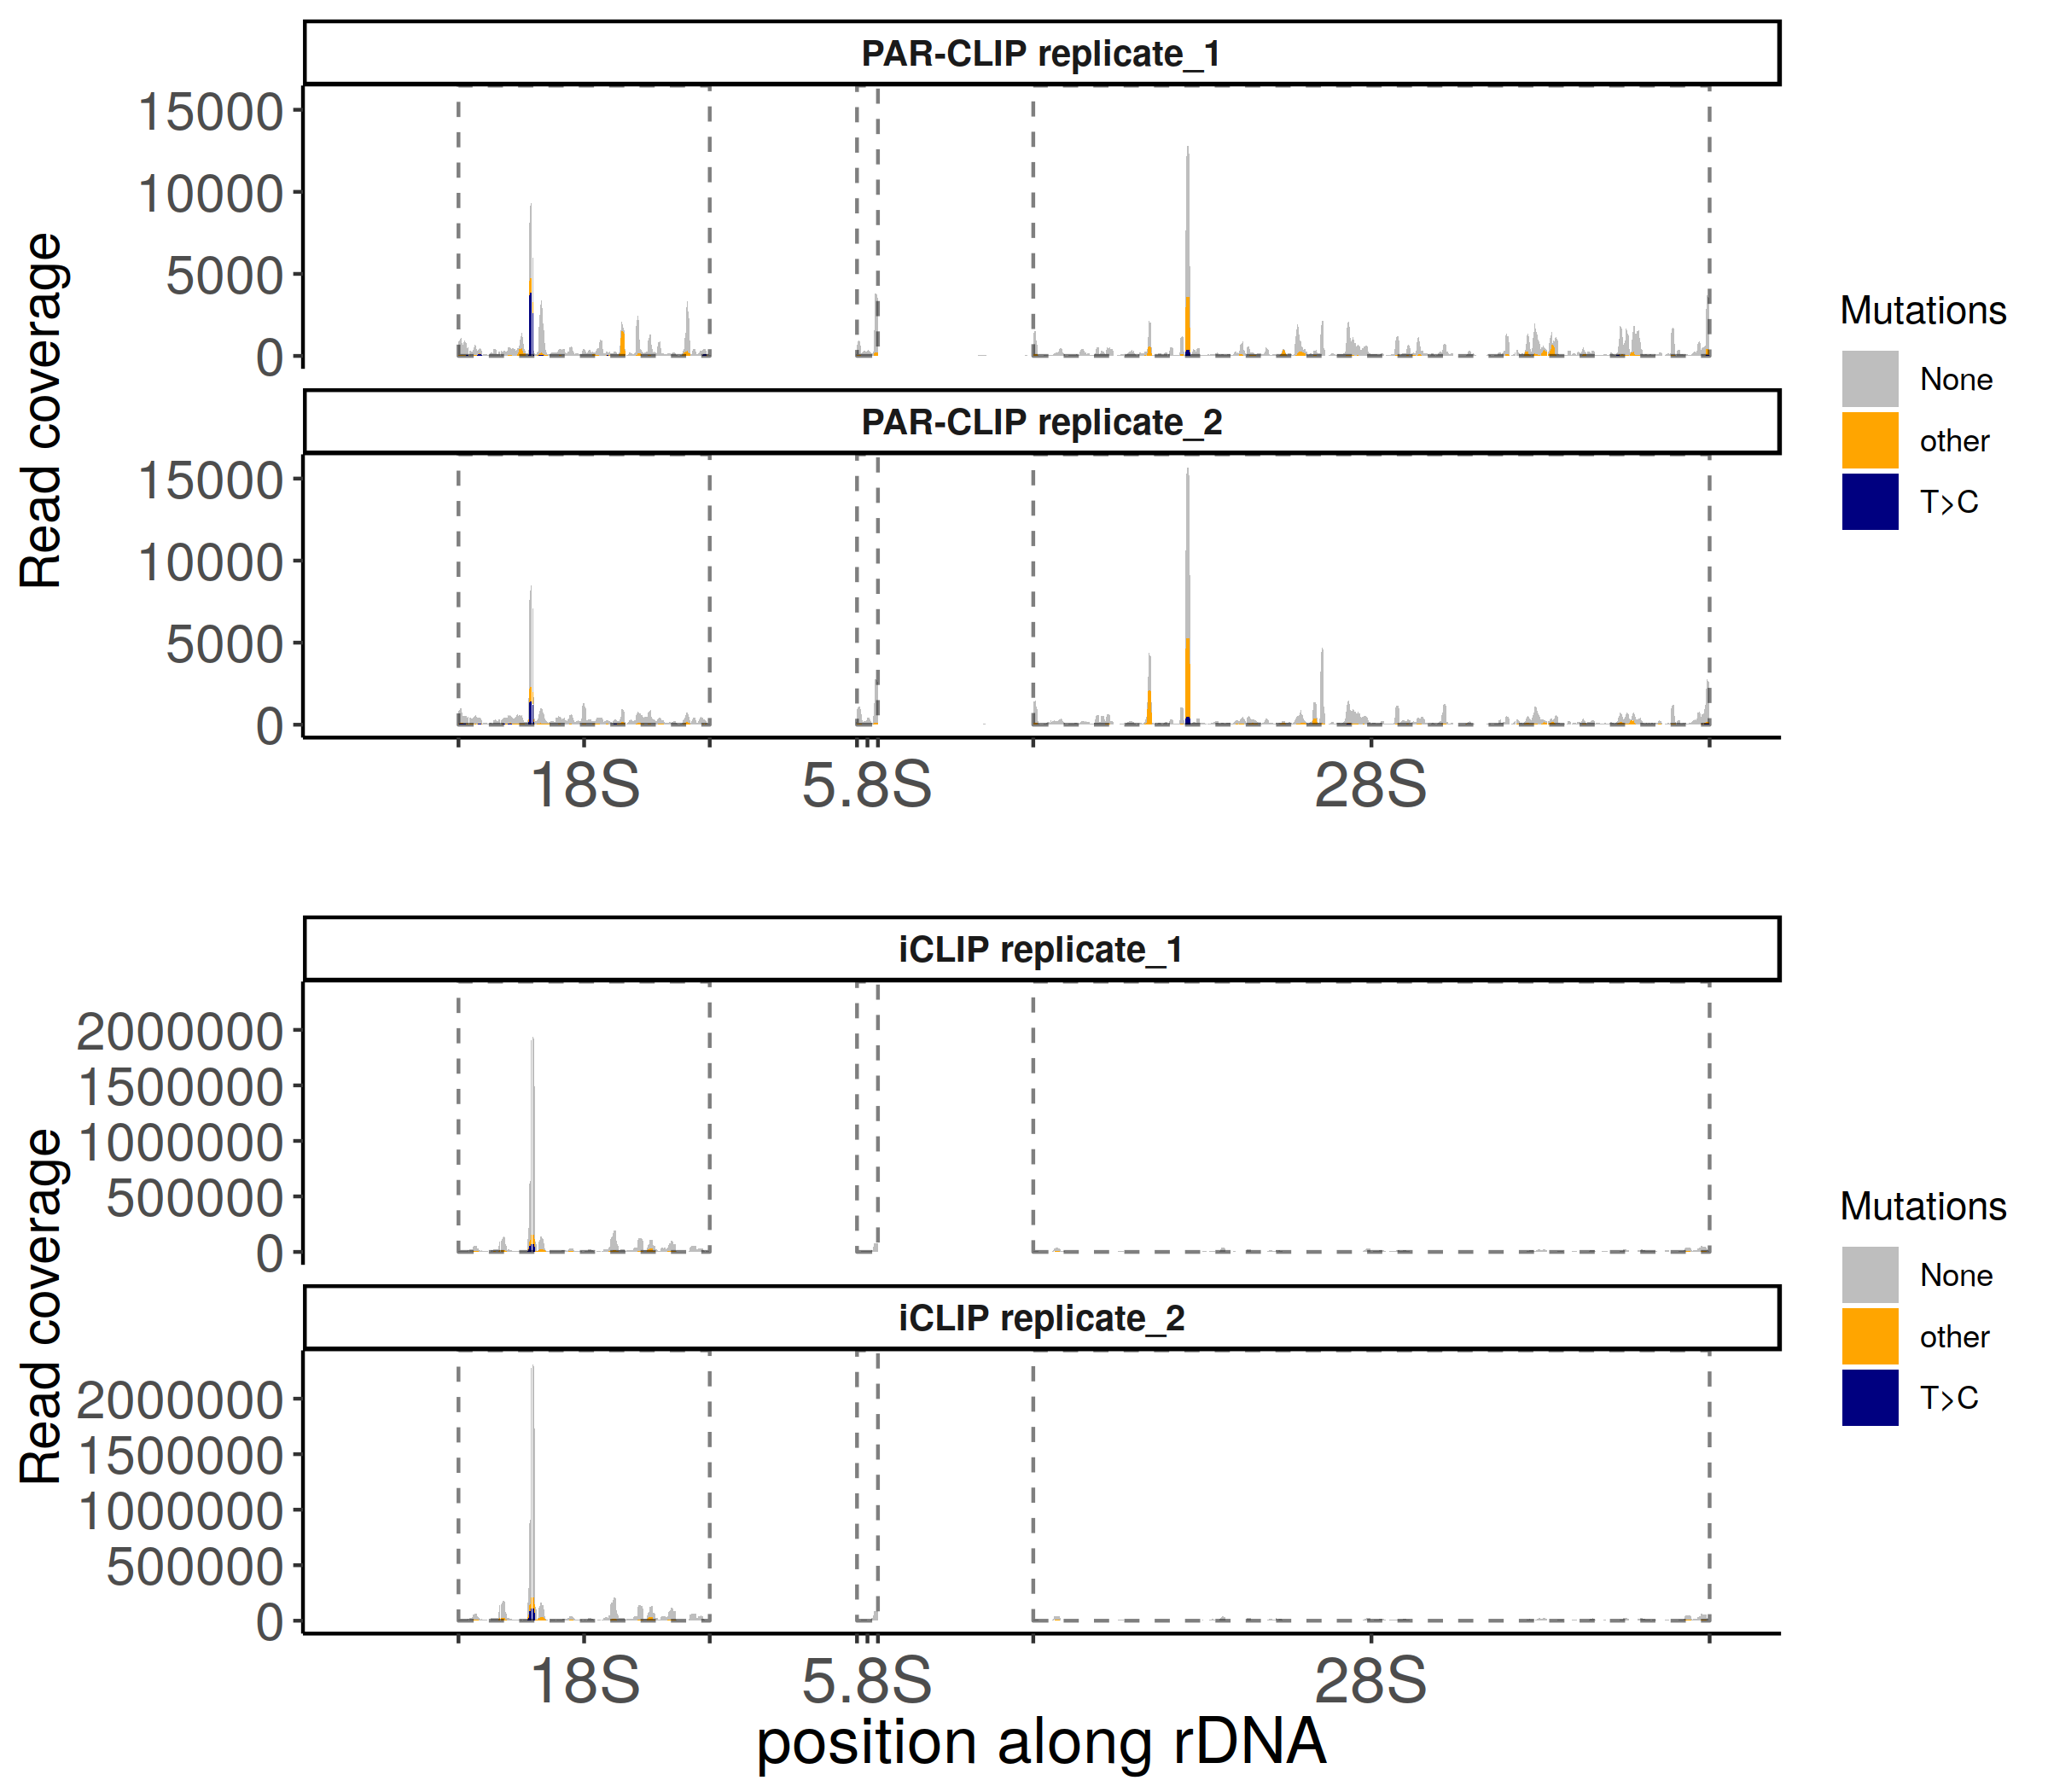 PAR-CLIP replicate_1
15000
10000
5000
0
PAR-CLIP replicate_2
15000
10000
5000
0
Read coverage
18S 5.8S 28S
Mutations
None
other
T>C
iCLIP replicate_1
2000000
1500000
1000000
500000
0
iCLIP replicate_2
2000000
1500000
1000000
500000
0
Read coverage
18S 5.8S 28S
position along rDNA
Mutations
None
other
T>C